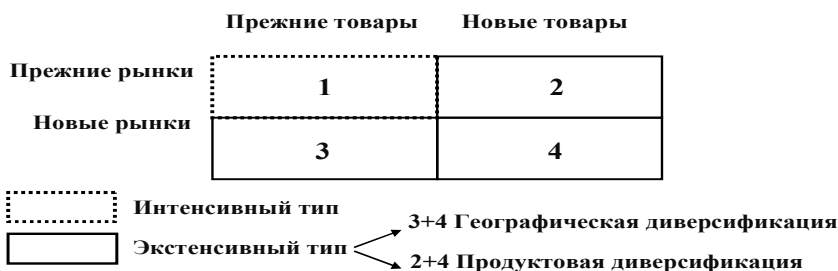 Прежние товары Новые товары
Прежние рынки 1 2
Новые рынки
3 4
Интенсивный тип
3+4 Географическая диверсификация
Экстенсивный тип
2+4 Продуктовая диверсификация